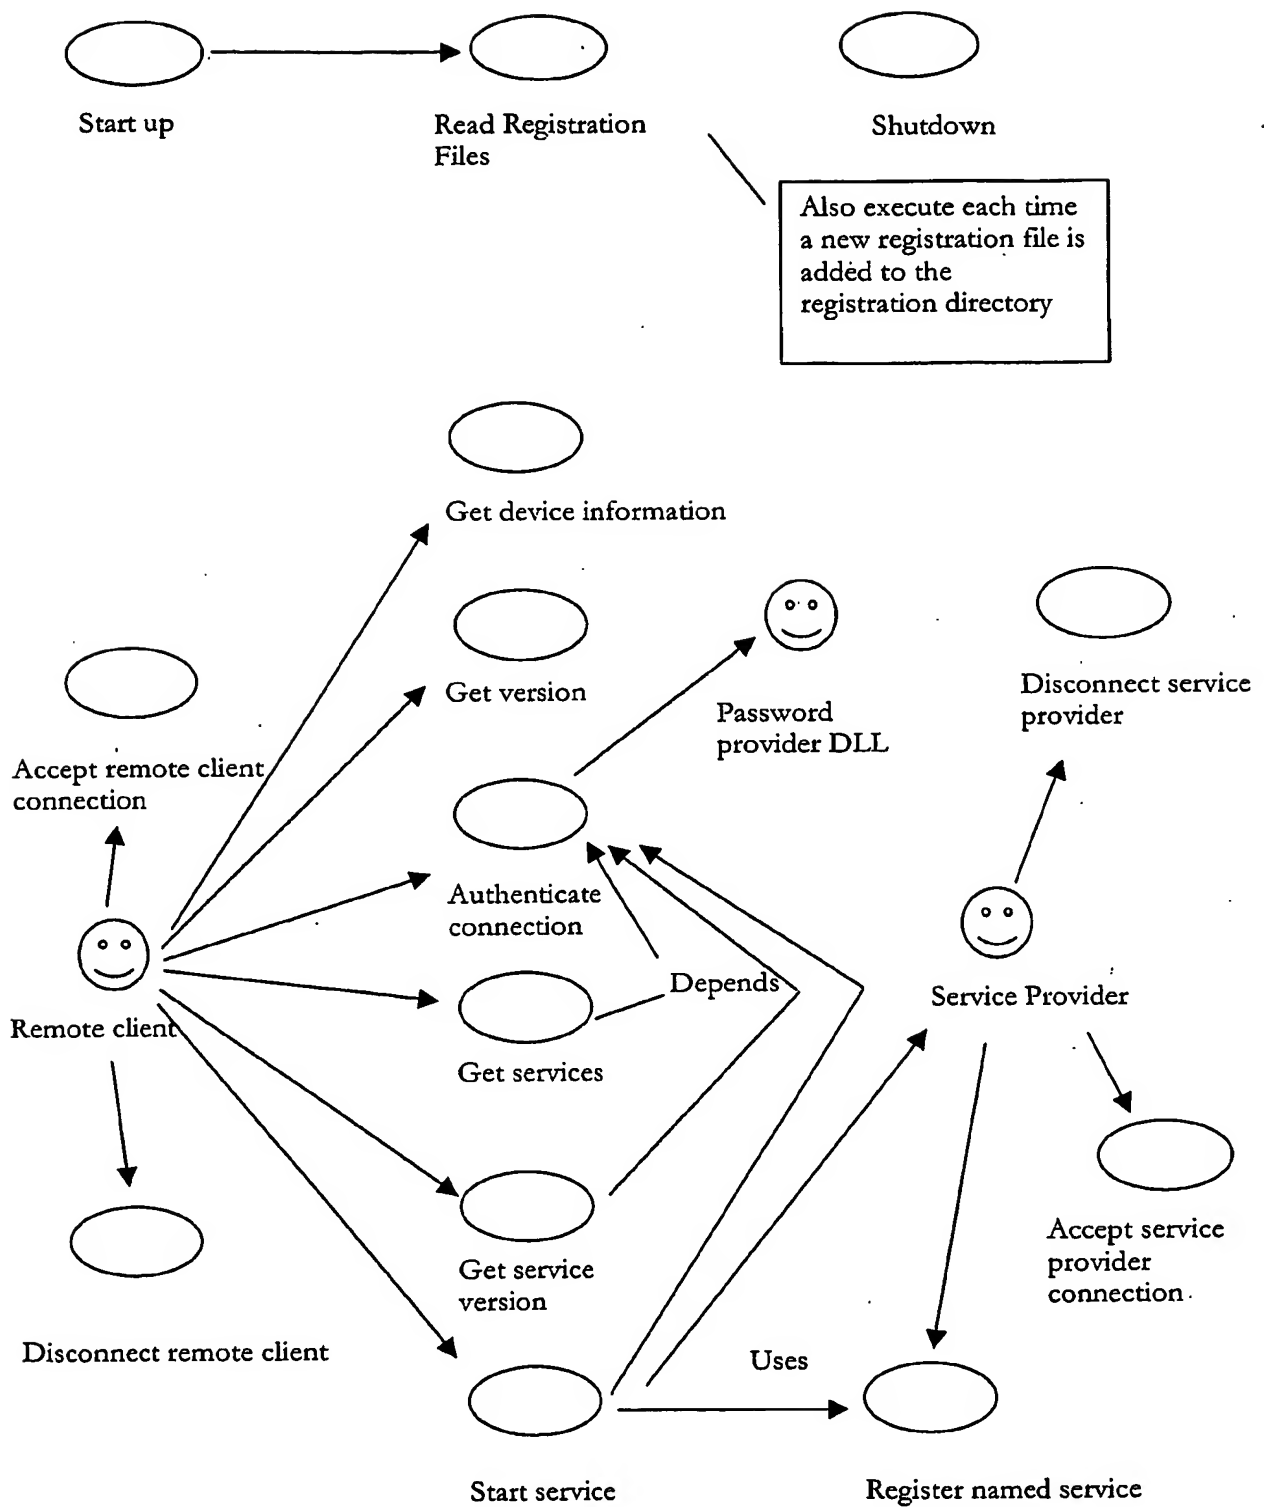 Start up
Read Registration
Files
Shutdown
Also execute each time
a new registration file is
added to the
registration directory
Get device information
Get version
Password
provider DLL
Disconnect service
provider
Accept remote client
connection
Authenticate
connection
Depends
Service Provider
Remote client
Get services
Accept service
provider
connection
Get service
version
Disconnect remote client
Uses
Start service
Register named service